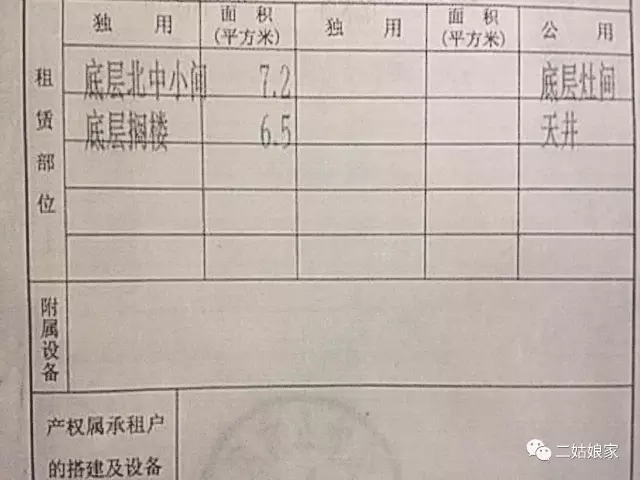 独 用 面 积 (平方米) 独 用 面 积 (平方米) 公 用
租赁部位
底层北中小间 7.2 底层灶间
底层搁楼 6.5 天井
附属设备
产权属承租户
的搭建及设备
二姑娘家